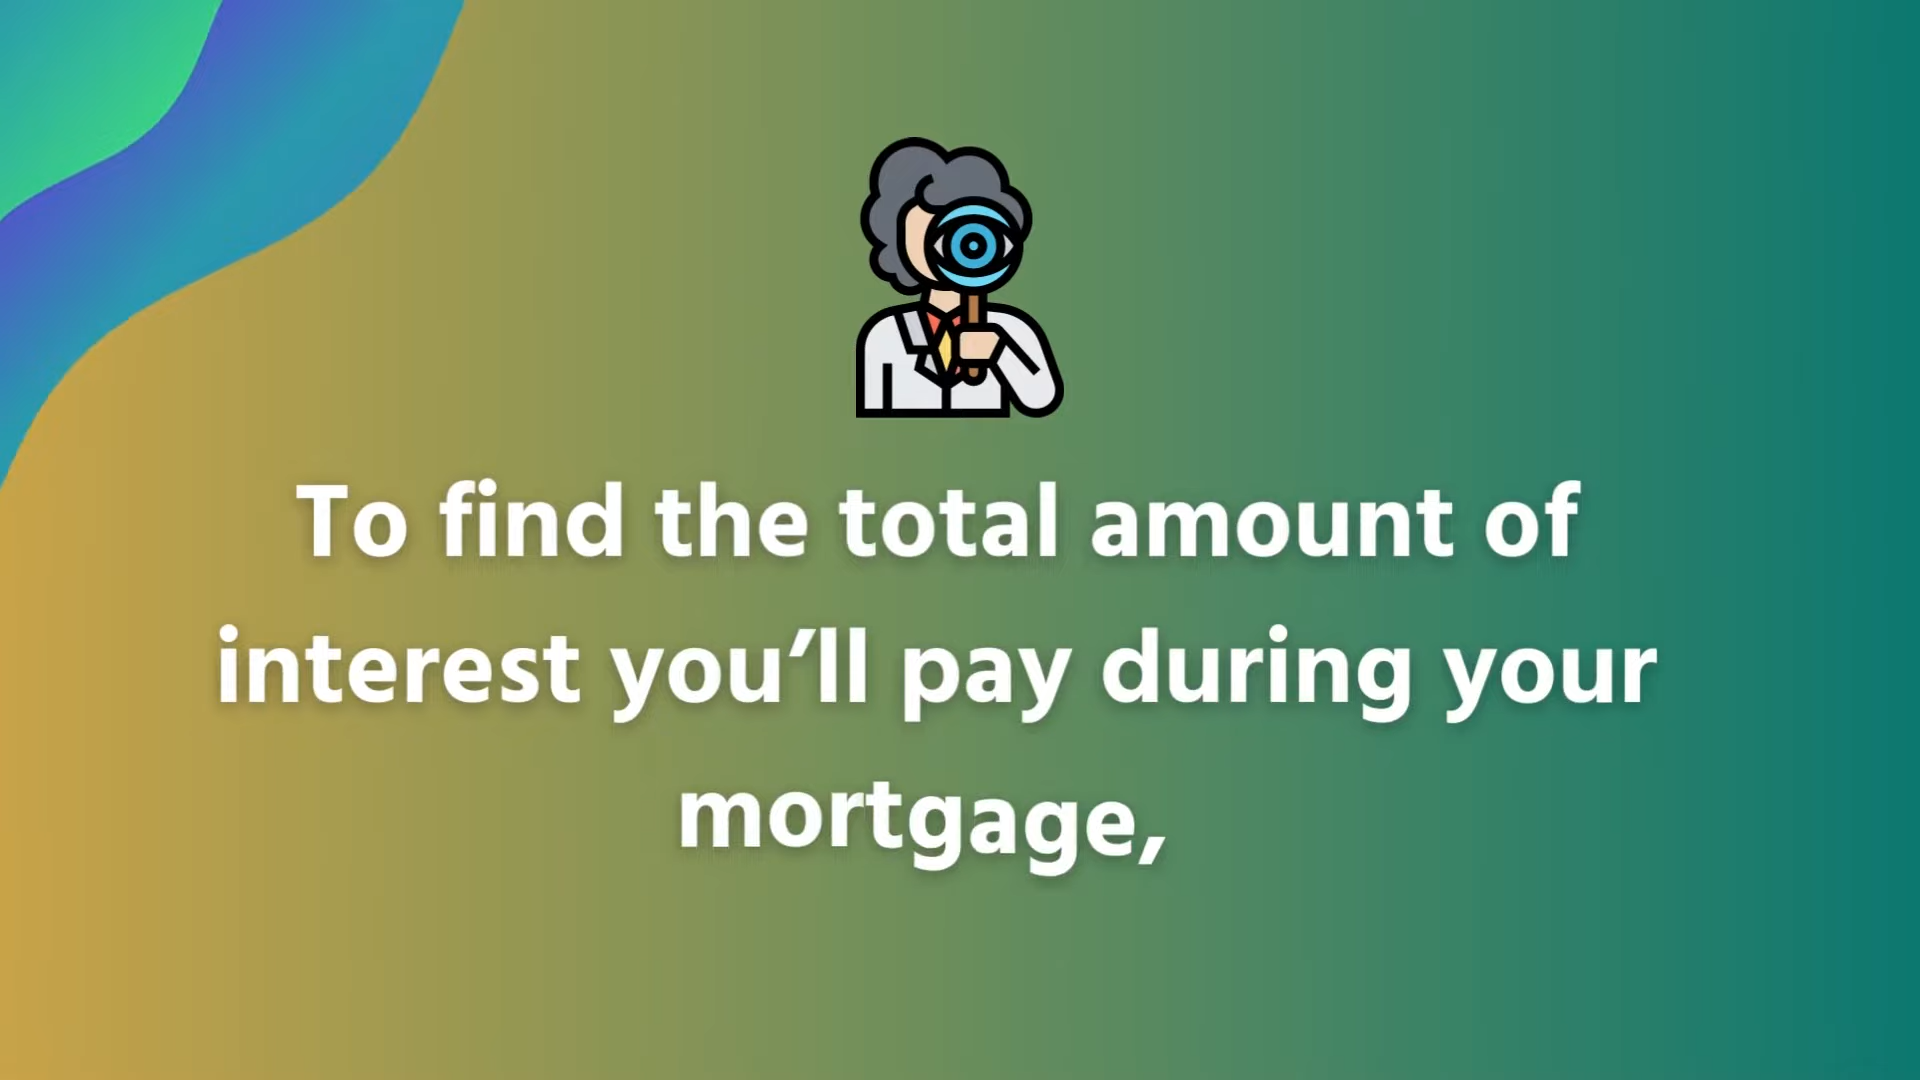 To find the total amount of
interest you’ll pay during your
mortgage,